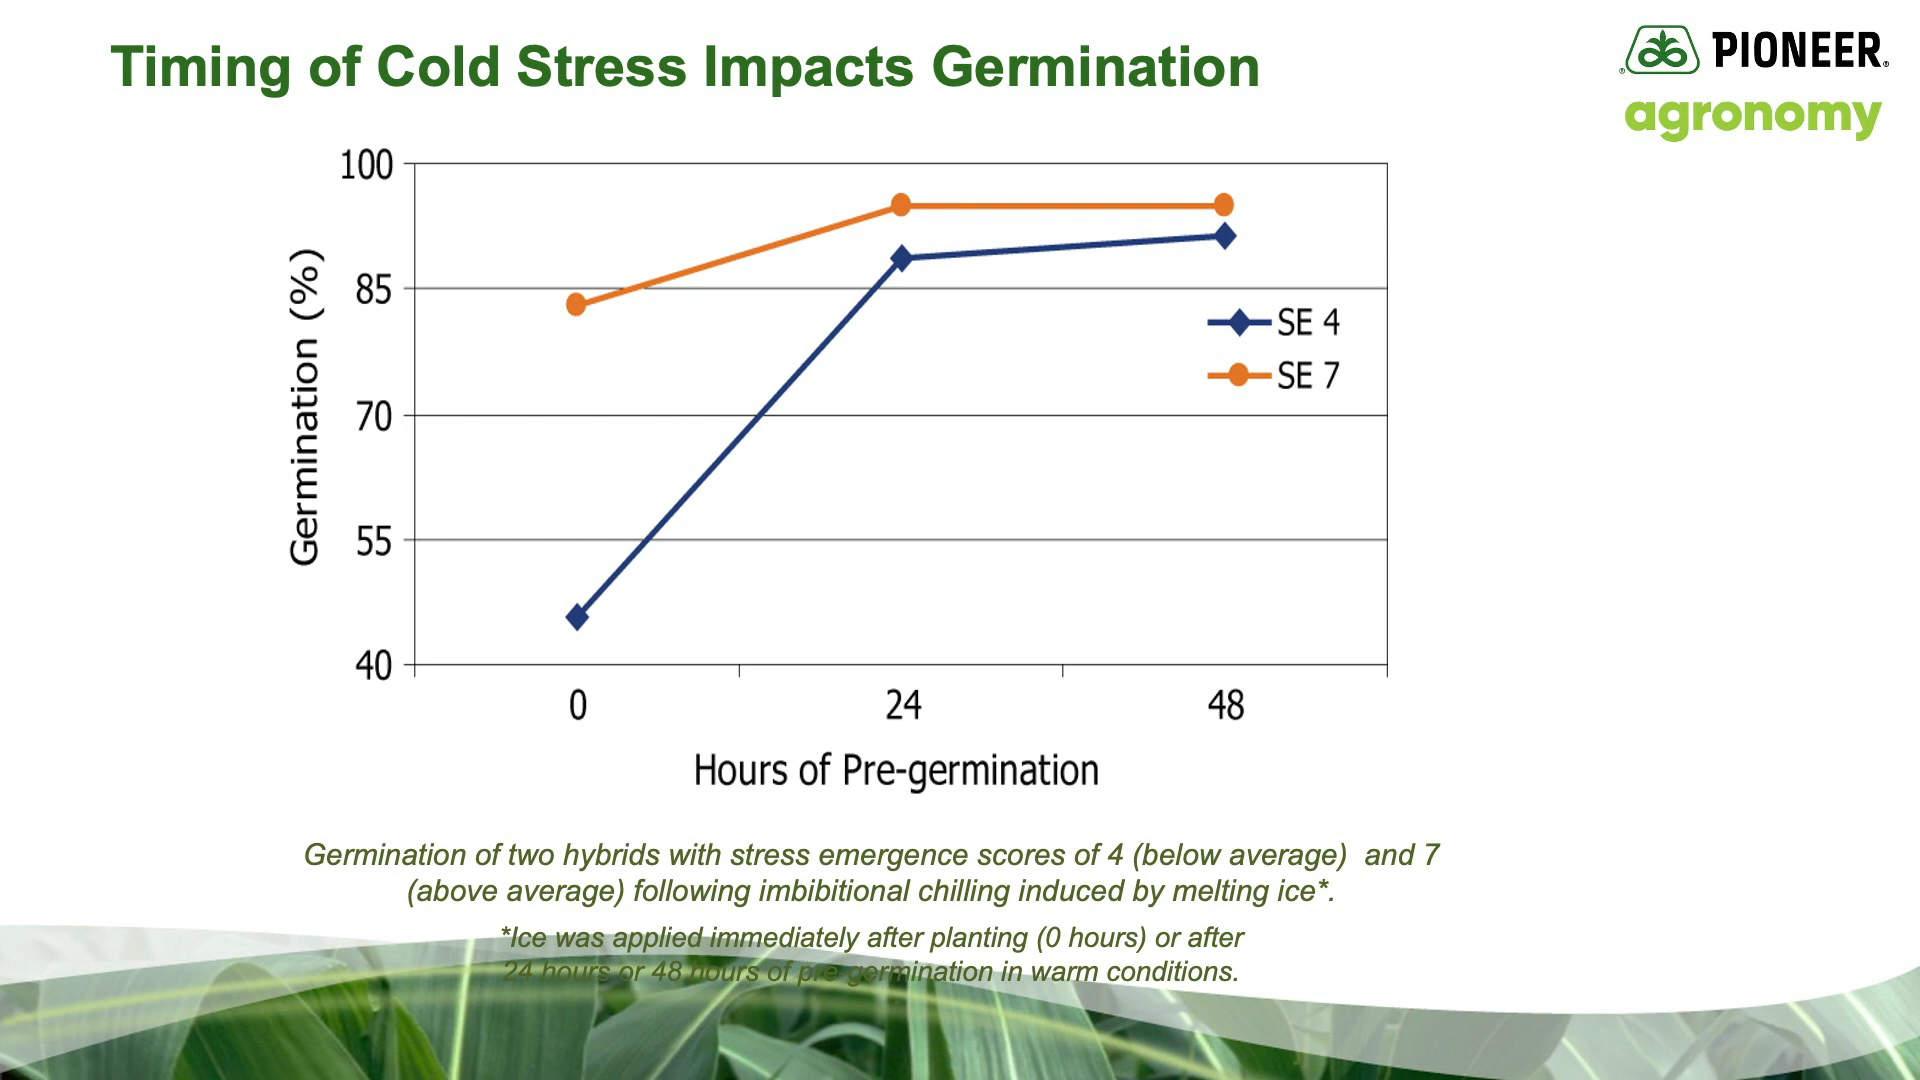 Timing of Cold Stress Impacts Germination
PIONEER®
agronomy
100
85
70
55
40
Germination (%)
SE 4
SE 7
0 24 48
Hours of Pre-germination
Germination of two hybrids with stress emergence scores of 4 (below average) and 7
(above average) following imbibitional chilling induced by melting ice*.
*Ice was applied immediately after planting (0 hours) or after
24 hours or 48 hours of pre-germination in warm conditions.